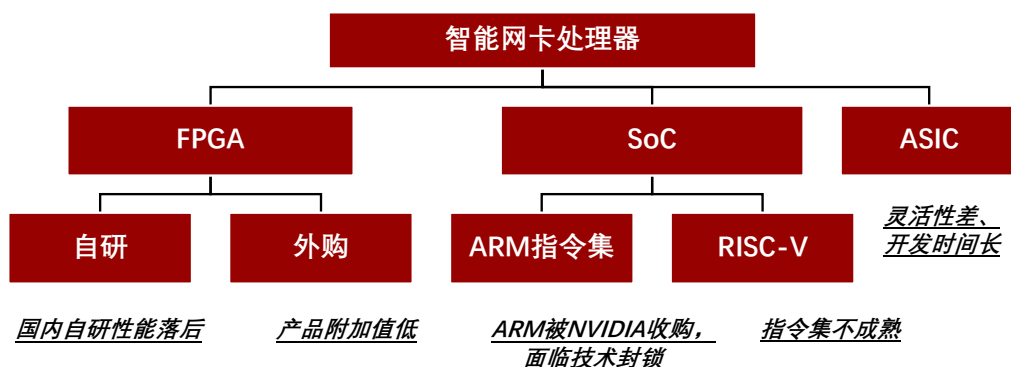 智能网卡处理器
FPGA
SoC
ASIC
自研
外购
ARM指令集
RISC-V
灵活性差、
开发时间长
国内自研性能落后
产品附加值低
ARM被NVIDIA收购，
面临技术封锁
指令集不成熟